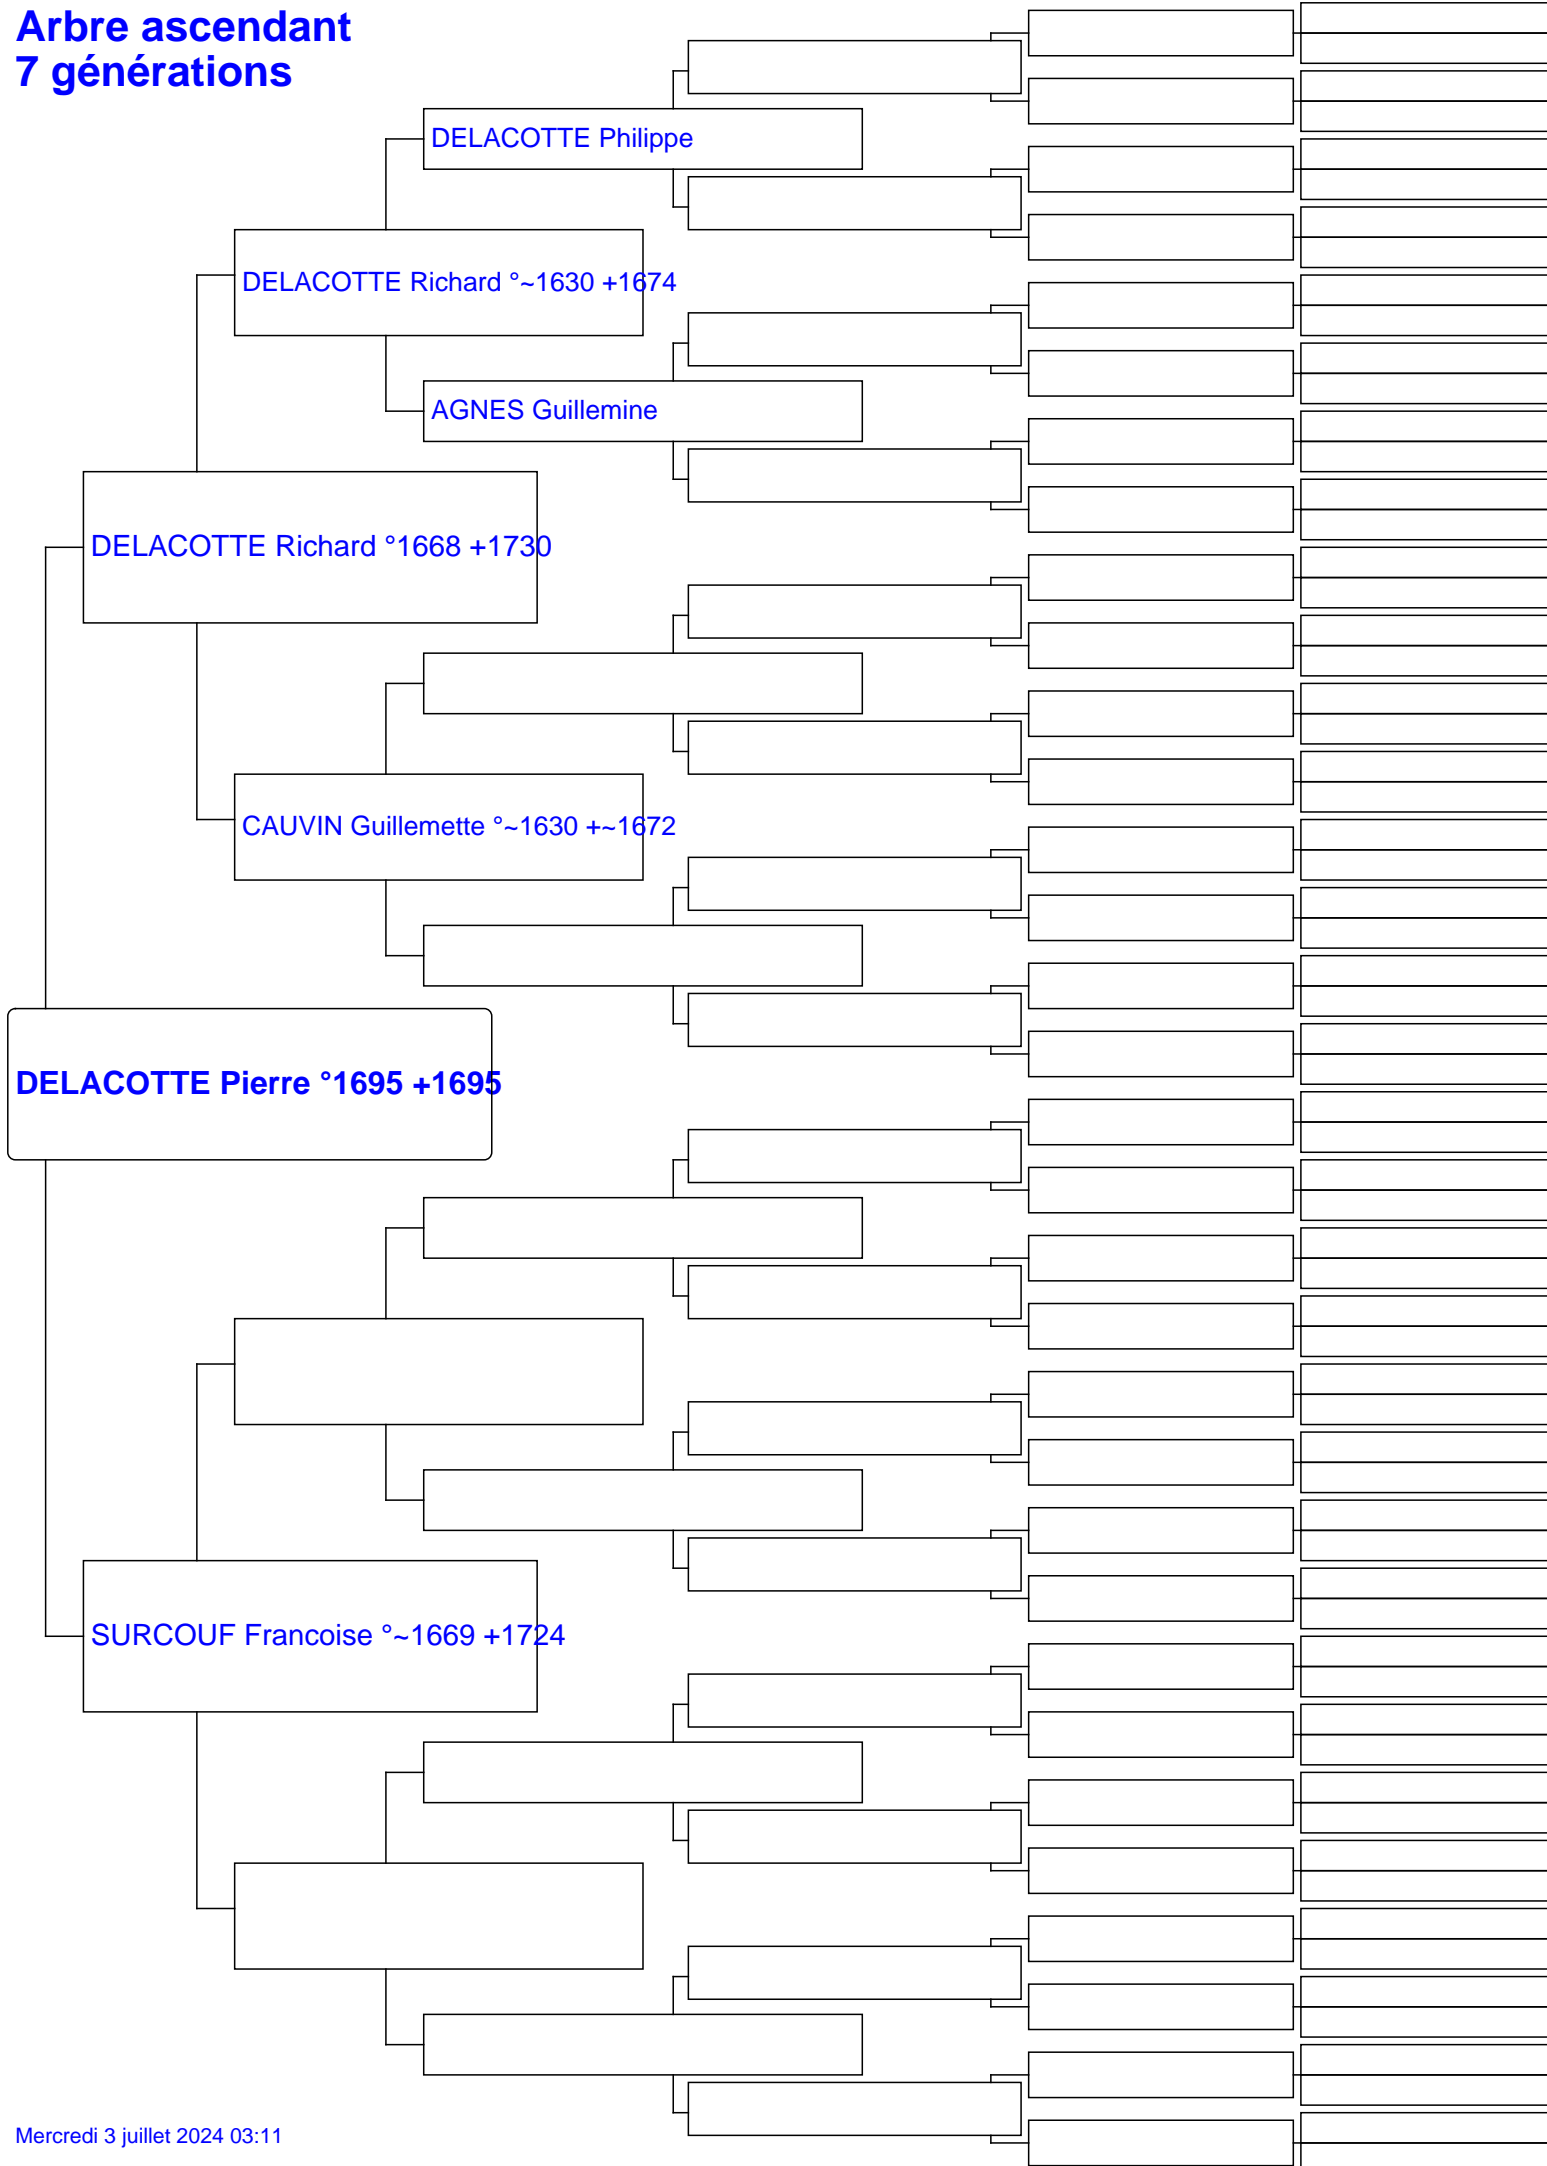 Arbre ascendant
7 générations
DELACOTTE Philippe
DELACOTTE Richard °~1630 +1674
AGNES Guillemine
DELACOTTE Richard °1668 +1730
CAUVIN Guillemette °~1630 +~1672
DELACOTTE Pierre °1695 +1695
SURCOUF Francoise °~1669 +1724
Mercredi 3 juillet 2024 03:11